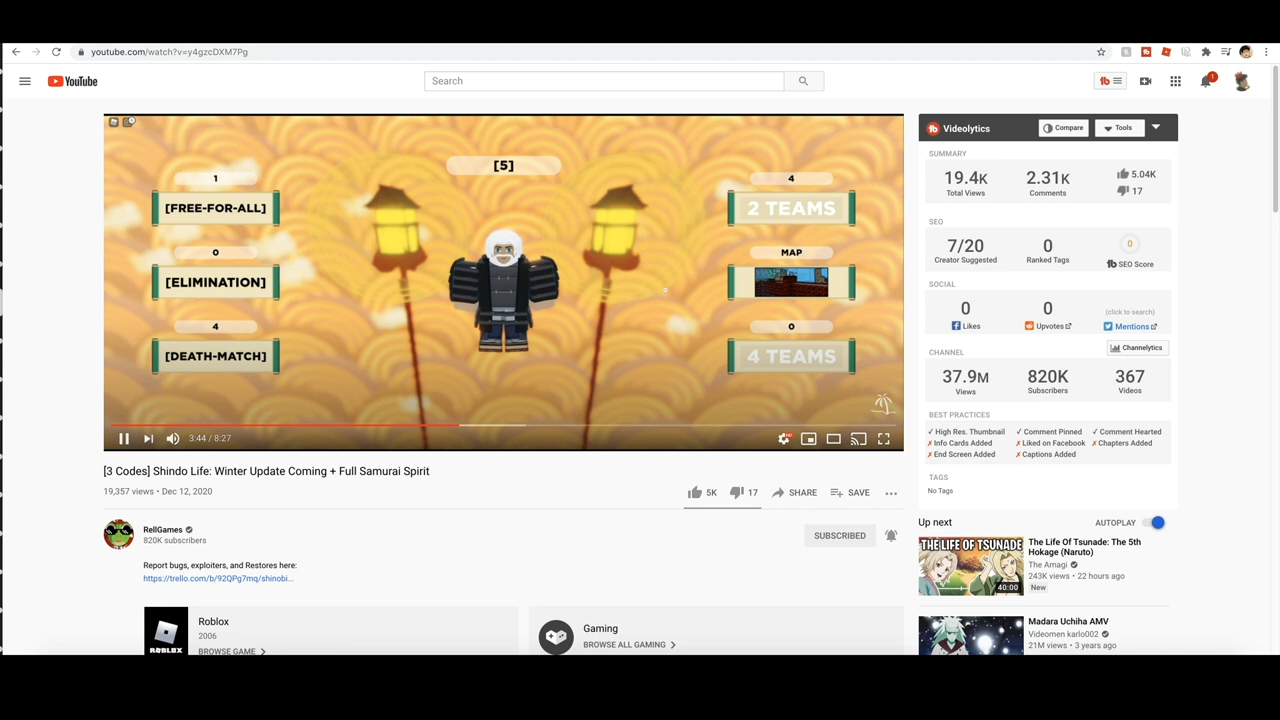 youtube.com/watch?v=y4gzcDXM7Pg
YouTube
Search
1
[5]
1
[FREE-FOR-ALL]
0
[ELIMINATION]
4
[DEATH-MATCH]
4
2 TEAMS
MAP
0
4 TEAMS
3:44 / 8:27
HD
[3 Codes] Shindo Life: Winter Update Coming + Full Samurai Spirit
19,357 views • Dec 12, 2020
5K
17
SHARE
SAVE
RellGames
820K subscribers
SUBSCRIBED
Report bugs, exploiters, and Restores here:
https://trello.com/b/92QPg7mq/shinobi...
ROBLOX
Roblox
2006
BROWSE GAME
Gaming
BROWSE ALL GAMING
Videolytics
Compare
Tools
SUMMARY
19.4K
Total Views
2.31K
Comments
5.04K
17
SEO
7/20
Creator Suggested
0
Ranked Tags
0
SEO Score
SOCIAL
0
Likes
0
Upvotes
(click to search)
Mentions
CHANNEL
Channelytics
37.9M
Views
820K
Subscribers
367
Videos
BEST PRACTICES
✓ High Res. Thumbnail ✓ Comment Pinned ✓ Comment Hearted
✗ Info Cards Added ✗ Liked on Facebook ✗ Chapters Added
✗ End Screen Added ✗ Captions Added
TAGS
No Tags
Up next
AUTOPLAY
THE LIFE OF TSUNADE
40:00
The Life Of Tsunade: The 5th
Hokage (Naruto)
The Amagi
243K views • 22 hours ago
New
Madara Uchiha AMV
Videomen karlo002
21M views • 3 years ago